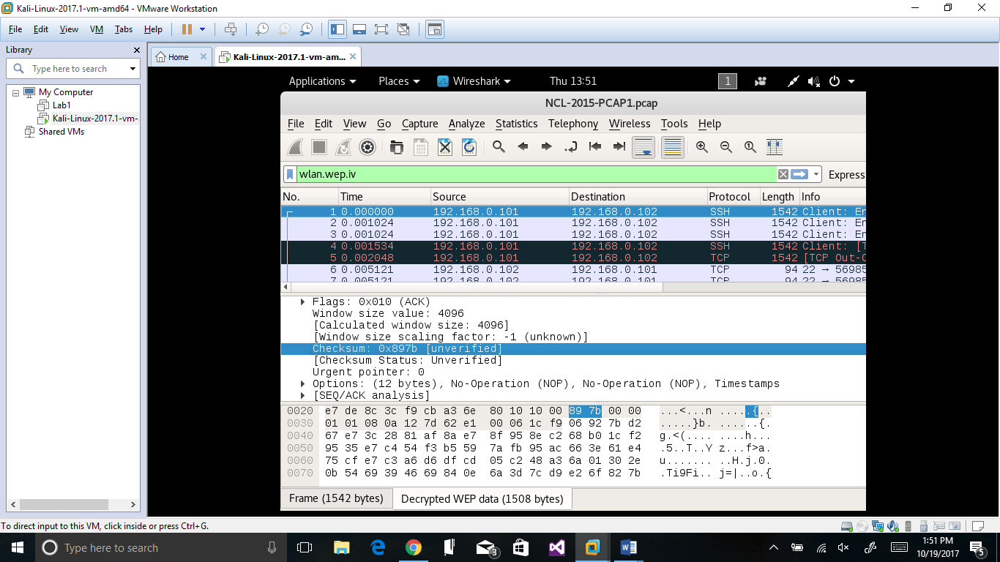 Kali-Linux-2017.1-vm-amd64 - VMware Workstation
File Edit View VM Tabs Help
Library
Type here to search
My Computer
Lab1
Kali-Linux-2017.1-vm-
Shared VMs
Home
Kali-Linux-2017.1-vm-am...
Applications Places Wireshark Thu 13:51 1
NCL-2015-PCAP1.pcap
File Edit View Go Capture Analyze Statistics Telephony Wireless Tools Help
wlan.wep.iv Express
No. Time Source Destination Protocol Length Info
1 0.000000 192.168.0.101 192.168.0.102 SSH 1542 Client: En
2 0.001024 192.168.0.101 192.168.0.102 SSH 1542 Client: En
3 0.001024 192.168.0.101 192.168.0.102 SSH 1542 Client: En
4 0.001534 192.168.0.101 192.168.0.102 SSH 1542 Client: [T
5 0.002048 192.168.0.101 192.168.0.102 TCP 1542 [TCP Out-O
6 0.005121 192.168.0.102 192.168.0.101 TCP 94 22 → 56985
7 0.005121 192.168.0.102 192.168.0.101 TCP 94 22 → 56985
Flags: 0x010 (ACK)
Window size value: 4096
[Calculated window size: 4096]
[Window size scaling factor: -1 (unknown)]
Checksum: 0x897b [unverified]
[Checksum Status: Unverified]
Urgent pointer: 0
Options: (12 bytes), No-Operation (NOP), No-Operation (NOP), Timestamps
[SEQ/ACK analysis]
0020 e7 de 8c 3c f9 cb a3 6e 80 10 10 00 89 7b 00 00 ...<...n .....{..
0030 01 01 08 0a 12 7d 62 e1 00 06 1c f9 06 92 7b d2 .....}b. ......{.
0040 67 e7 3c 28 81 af 8a e7 8f 95 8e c2 68 b0 1c f2 g.<(.... ....h...
0050 95 35 e7 c4 54 f3 b5 59 7a fb 95 ac 66 3e 61 e4 .5..T..Y z...f>a.
0060 75 cf e7 c3 a6 d6 df cd 05 c2 48 a3 6a 01 30 2e u....... ..H.j.0.
0070 0b 54 69 39 46 69 84 0e 6a 3d 7c d9 e2 6f 82 7b .Ti9Fi.. j=|..o.{
Frame (1542 bytes) Decrypted WEP data (1508 bytes)
To direct input to this VM, click inside or press Ctrl+G.
Type here to search
3
1:51 PM
10/19/2017
5